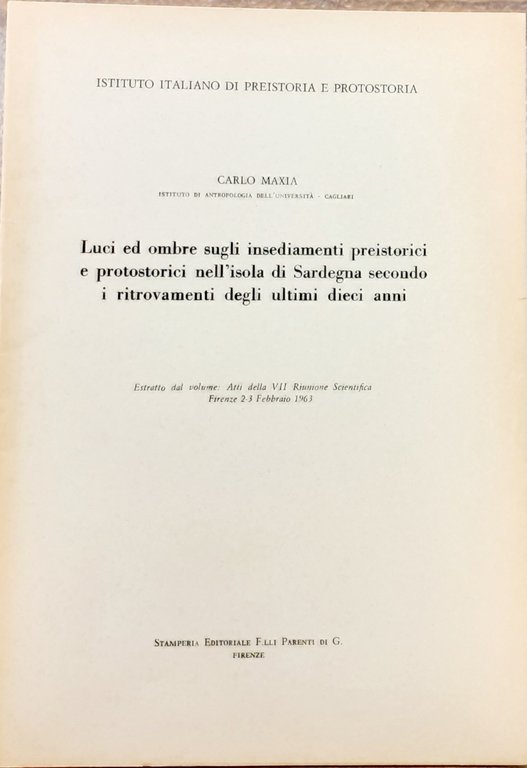 ISTITUTO ITALIANO DI PREISTORIA E PROTOSTORIA
CARLO MAXIA
ISTITUTO DI ANTROPOLOGIA DELL'UNIVERSITÀ - CAGLIARI
Luci ed ombre sugli insediamenti preistorici
e protostorici nell'isola di Sardegna secondo
i ritrovamenti degli ultimi dieci anni
Estratto dal volume: Atti della VII Riunione Scientifica
Firenze 2-3 Febbraio 1963
STAMPERIA EDITORIALE F.LLI PARENTI DI G.
FIRENZE